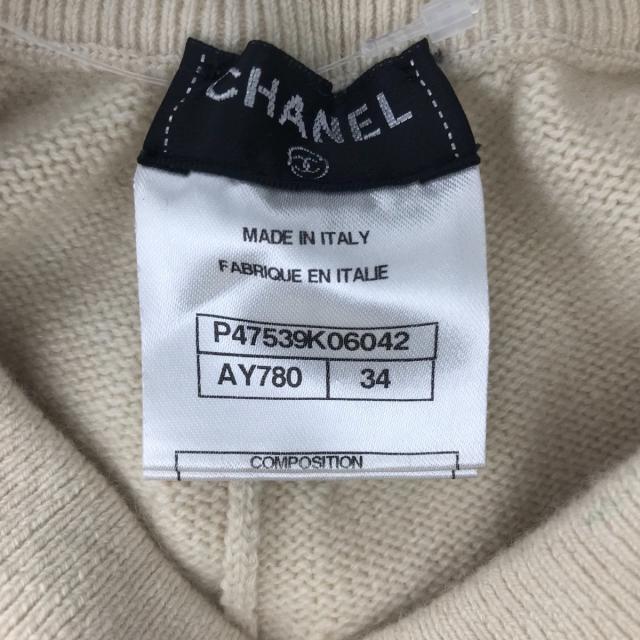 CHANEL
MADE IN ITALY
FABRIQUE EN ITALIE
P47539K06042
AY780 34
COMPOSITION